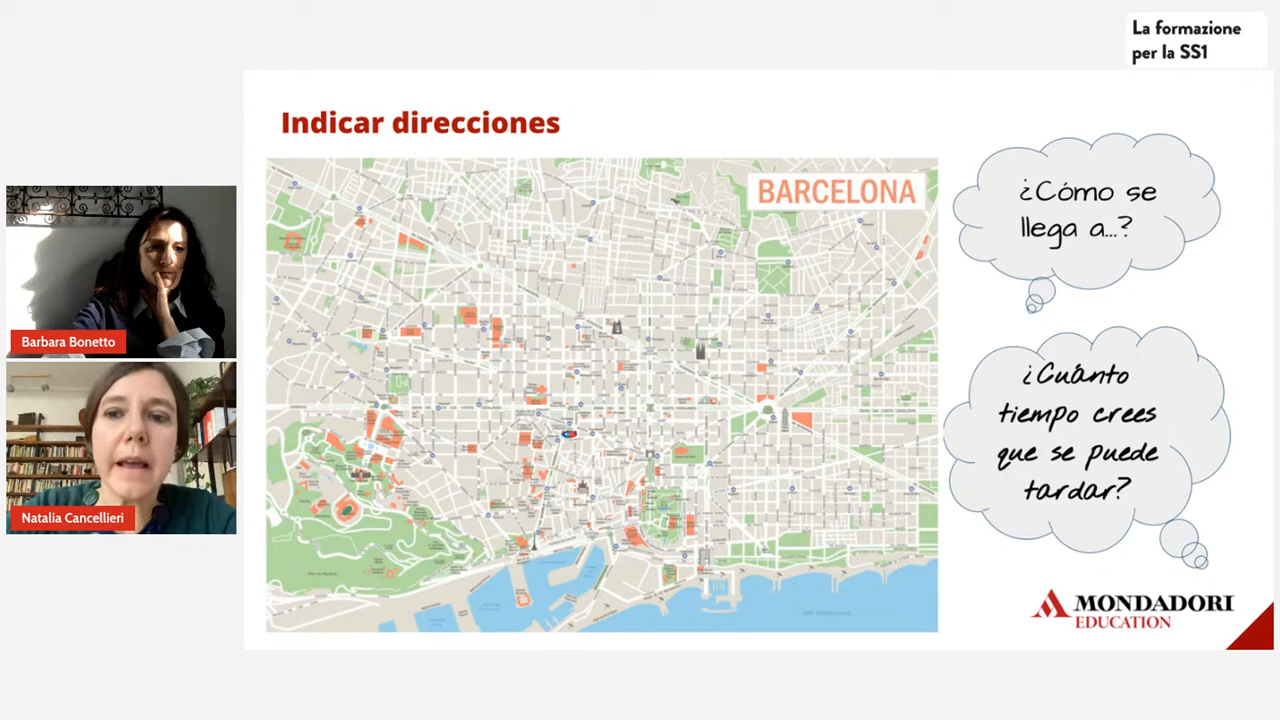 La formazione
per la SS1
Indicar direcciones
BARCELONA
¿Cómo se
llega a...?
¿Cuánto
tiempo crees
que se puede
tardar?
Barbara Bonetto
Natalia Cancellieri
MONDADORI
EDUCATION